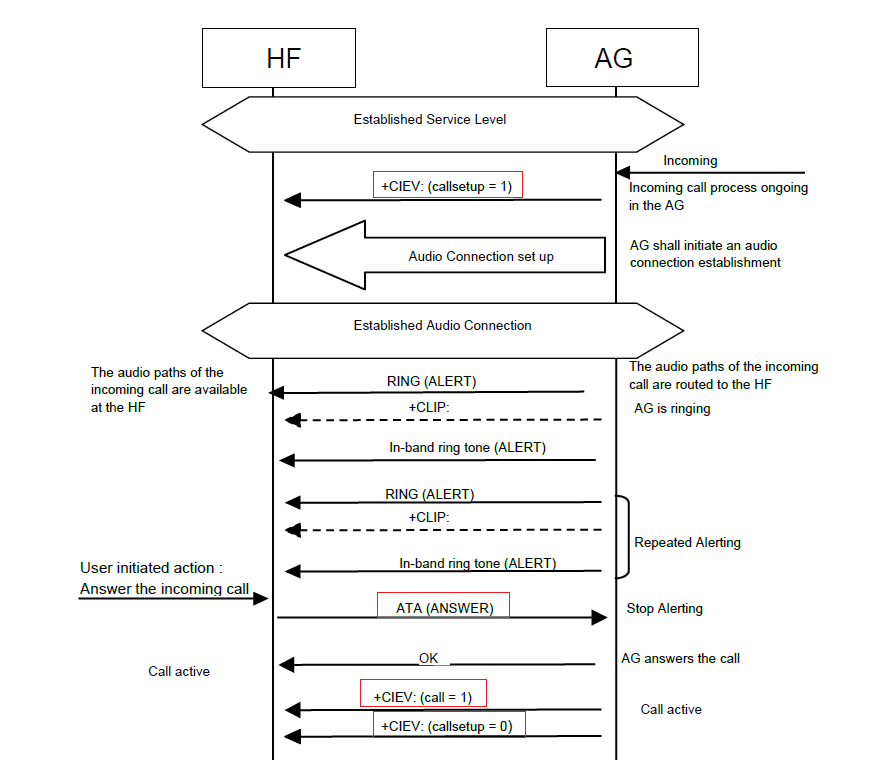 HF
AG
Established Service Level
Incoming
+CIEV: (callsetup = 1)
Incoming call process ongoing
in the AG
Audio Connection set up
AG shall initiate an audio
connection establishment
Established Audio Connection
The audio paths of the
incoming call are available
at the HF
The audio paths of the incoming
call are routed to the HF
RING (ALERT)
+CLIP:
AG is ringing
In-band ring tone (ALERT)
RING (ALERT)
+CLIP:
Repeated Alerting
In-band ring tone (ALERT)
User initiated action :
Answer the incoming call
ATA (ANSWER)
Stop Alerting
OK
AG answers the call
Call active
+CIEV: (call = 1)
Call active
+CIEV: (callsetup = 0)